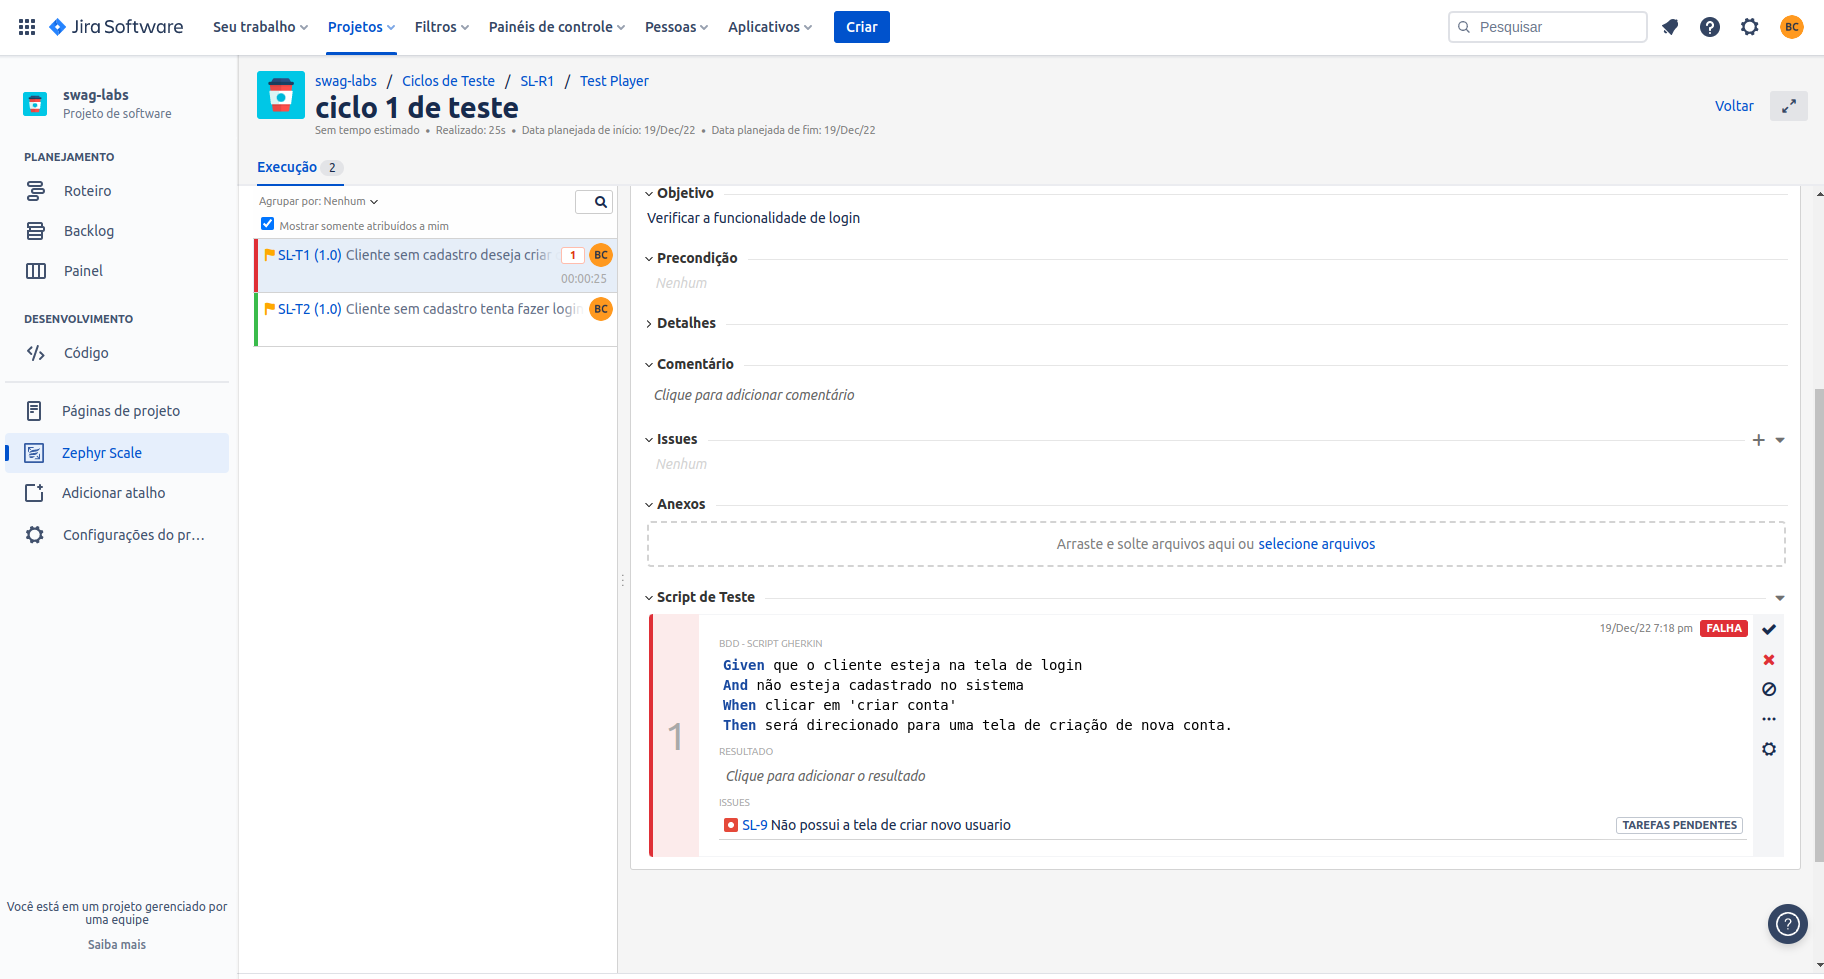 Jira Software
Seu trabalho
Projetos
Filtros
Painéis de controle
Pessoas
Aplicativos
Criar
Pesquisar
BC
swag-labs
Projeto de software
PLANEJAMENTO
Roteiro
Backlog
Painel
DESENVOLVIMENTO
Código
Páginas de projeto
Zephyr Scale
Adicionar atalho
Configurações do pr...
Você está em um projeto gerenciado por
uma equipe
Saiba mais
swag-labs / Ciclos de Teste / SL-R1 / Test Player
ciclo 1 de teste
Sem tempo estimado • Realizado: 25s • Data planejada de início: 19/Dec/22 • Data planejada de fim: 19/Dec/22
Voltar
Execução 2
Agrupar por: Nenhum
Mostrar somente atribuídos a mim
SL-T1 (1.0) Cliente sem cadastro deseja criar 1 BC
00:00:25
SL-T2 (1.0) Cliente sem cadastro tenta fazer login BC
Objetivo
Verificar a funcionalidade de login
Precondição
Nenhum
Detalhes
Comentário
Clique para adicionar comentário
Issues
Nenhum
Anexos
Arraste e solte arquivos aqui ou selecione arquivos
Script de Teste
19/Dec/22 7:18 pm FALHA
1
BDD - SCRIPT GHERKIN
Given que o cliente esteja na tela de login
And não esteja cadastrado no sistema
When clicar em 'criar conta'
Then será direcionado para uma tela de criação de nova conta.
RESULTADO
Clique para adicionar o resultado
ISSUES
SL-9 Não possui a tela de criar novo usuario TAREFAS PENDENTES